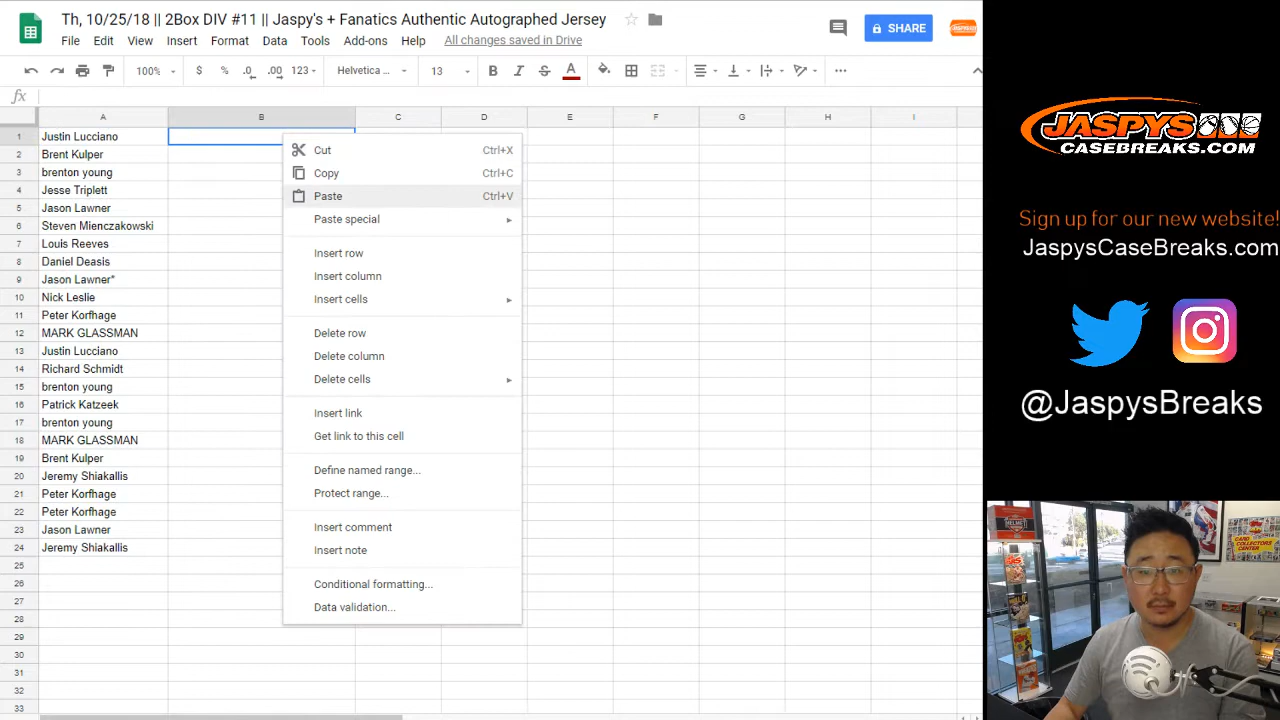 Th, 10/25/18 || 2Box DIV #11 || Jaspy's + Fanatics Authentic Autographed Jersey
File Edit View Insert Format Data Tools Add-ons Help All changes saved in Drive
SHARE
100% $ % .0 .00 123 Helvetica ... 13 B I S A
fx
A B C D E F G H I
1 Justin Lucciano
2 Brent Kulper
3 brenton young
4 Jesse Triplett
5 Jason Lawner
6 Steven Mienczakowski
7 Louis Reeves
8 Daniel Deasis
9 Jason Lawner*
10 Nick Leslie
11 Peter Korfhage
12 MARK GLASSMAN
13 Justin Lucciano
14 Richard Schmidt
15 brenton young
16 Patrick Katzeek
17 brenton young
18 MARK GLASSMAN
19 Brent Kulper
20 Jeremy Shiakallis
21 Peter Korfhage
22 Peter Korfhage
23 Jason Lawner
24 Jeremy Shiakallis
25
26
27
28
29
30
31
32
33
Cut Ctrl+X
Copy Ctrl+C
Paste Ctrl+V
Paste special
Insert row
Insert column
Insert cells
Delete row
Delete column
Delete cells
Insert link
Get link to this cell
Define named range...
Protect range...
Insert comment
Insert note
Conditional formatting...
Data validation...
JASPYS
CASEBREAKS.COM
Sign up for our new website!
JaspysCaseBreaks.com
@JaspysBreaks